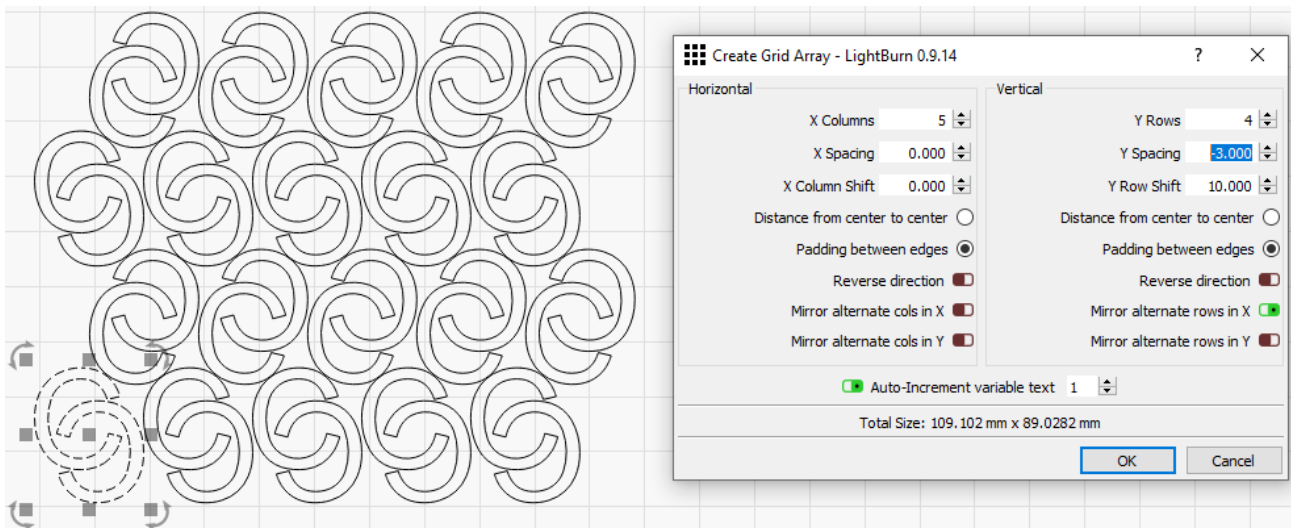 Create Grid Array - LightBurn 0.9.14 ?
Horizontal
X Columns 5
X Spacing 0.000
X Column Shift 0.000
Distance from center to center
Padding between edges
Reverse direction
Mirror alternate cols in X
Mirror alternate cols in Y
Vertical
Y Rows 4
Y Spacing -3.000
Y Row Shift 10.000
Distance from center to center
Padding between edges
Reverse direction
Mirror alternate rows in X
Mirror alternate rows in Y
Auto-Increment variable text 1
Total Size: 109.102 mm x 89.0282 mm
OK Cancel